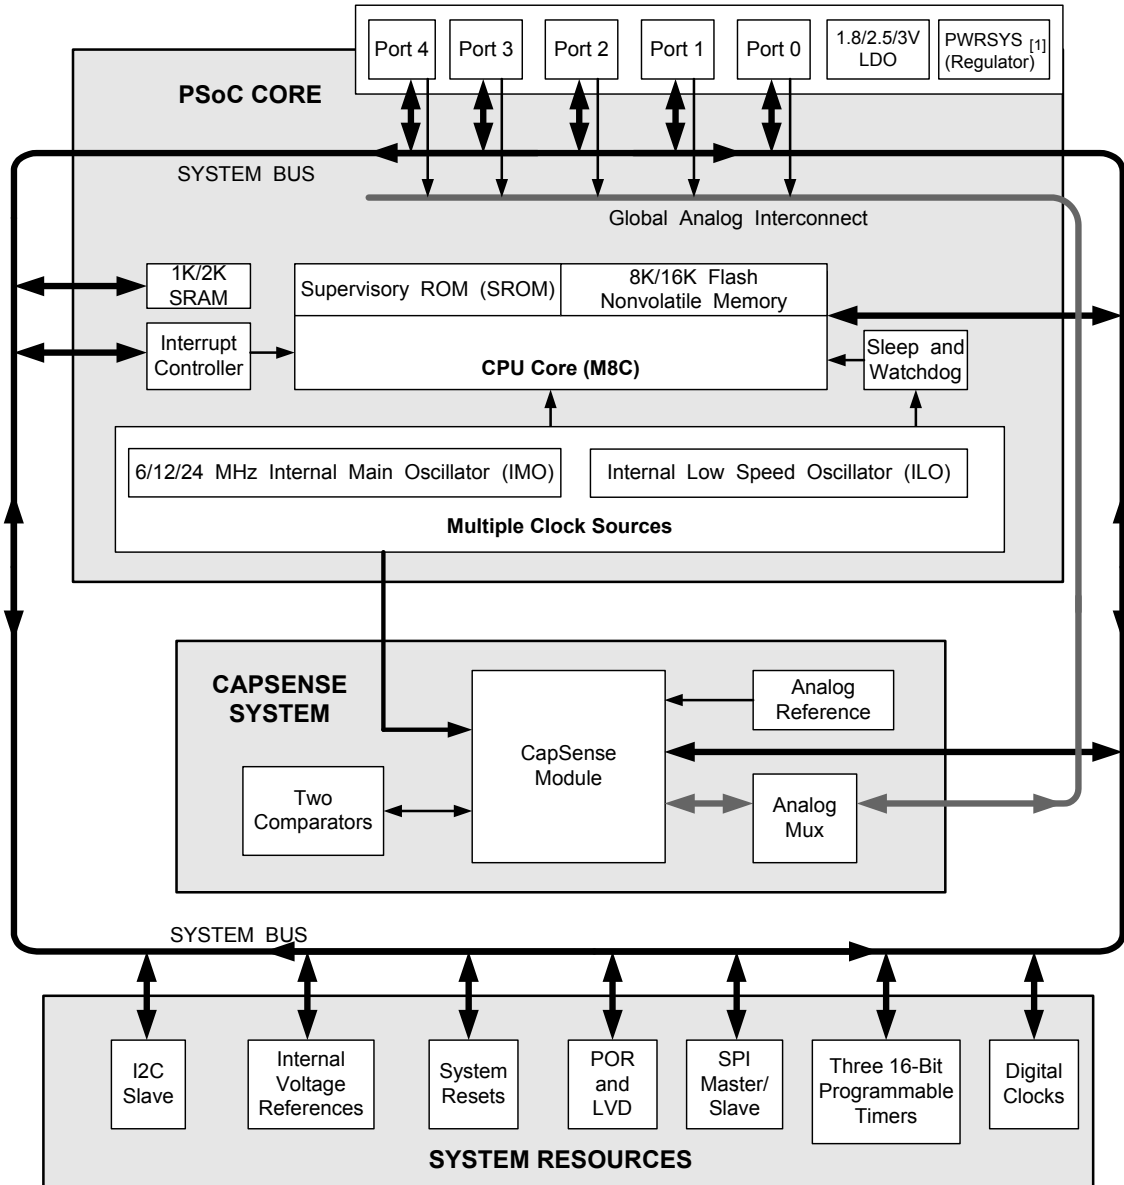 Port 4
Port 3
Port 2
Port 1
Port 0
1.8/2.5/3V
LDO
PWRSYS [1]
(Regulator)
PSoC CORE
SYSTEM BUS
Global Analog Interconnect
1K/2K
SRAM
Supervisory ROM (SROM)
8K/16K Flash
Nonvolatile Memory
Interrupt
Controller
CPU Core (M8C)
Sleep and
Watchdog
6/12/24 MHz Internal Main Oscillator (IMO)
Internal Low Speed Oscillator (ILO)
Multiple Clock Sources
CAPSENSE
SYSTEM
CapSense
Module
Analog
Reference
Two
Comparators
Analog
Mux
SYSTEM BUS
I2C
Slave
Internal
Voltage
References
System
Resets
POR
and
LVD
SPI
Master/
Slave
Three 16-Bit
Programmable
Timers
Digital
Clocks
SYSTEM RESOURCES